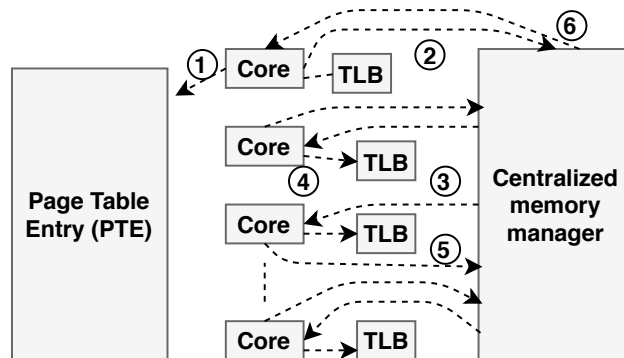 6
1
2
Core
TLB
Core
4
TLB
3
Page Table
Entry (PTE)
Centralized
memory
manager
Core
TLB
5
Core
TLB